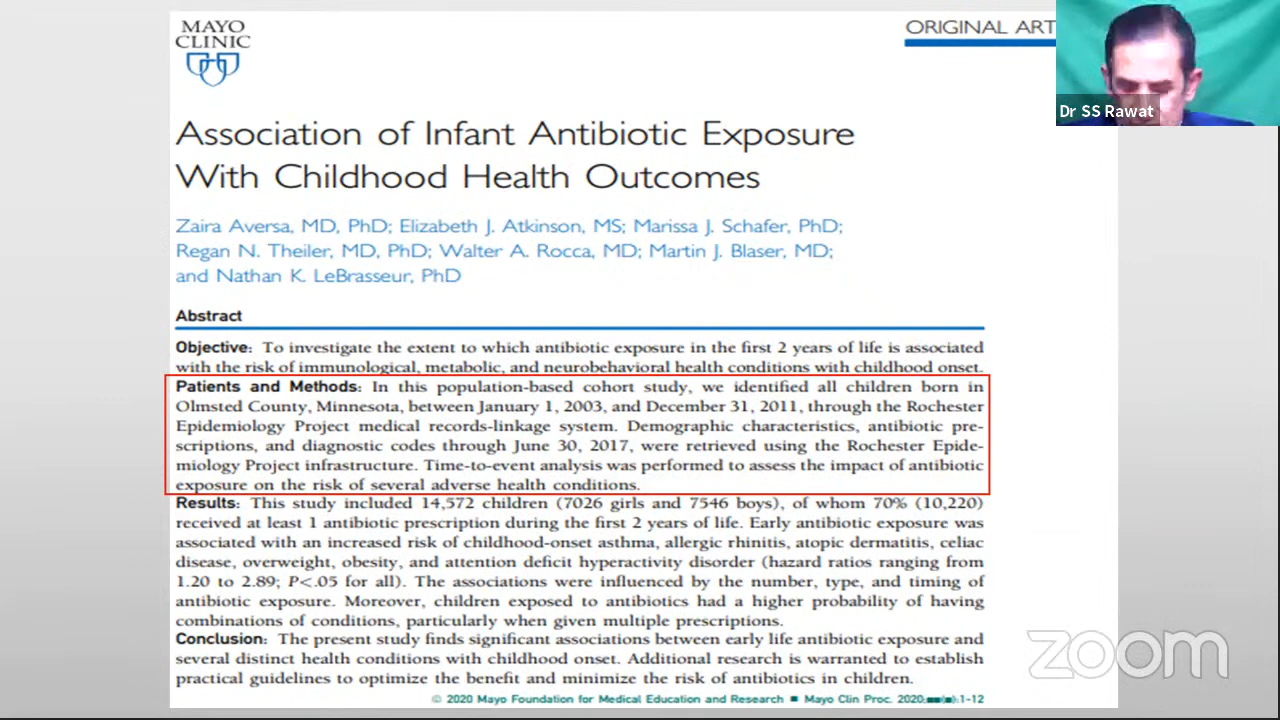 MAYO
CLINIC
ORIGINAL ART
Dr SS Rawat
Association of Infant Antibiotic Exposure
With Childhood Health Outcomes
Zaira Aversa, MD, PhD; Elizabeth J. Atkinson, MS; Marissa J. Schafer, PhD;
Regan N. Theiler, MD, PhD; Walter A. Rocca, MD; Martin J. Blaser, MD;
and Nathan K. LeBrasseur, PhD
Abstract
Objective: To investigate the extent to which antibiotic exposure in the first 2 years of life is associated
with the risk of immunological, metabolic, and neurobehavioral health conditions with childhood onset.
Patients and Methods: In this population-based cohort study, we identified all children born in
Olmsted County, Minnesota, between January 1, 2003, and December 31, 2011, through the Rochester
Epidemiology Project medical records-linkage system. Demographic characteristics, antibiotic pre-
scriptions, and diagnostic codes through June 30, 2017, were retrieved using the Rochester Epide-
miology Project infrastructure. Time-to-event analysis was performed to assess the impact of antibiotic
exposure on the risk of several adverse health conditions.
Results: This study included 14,572 children (7026 girls and 7546 boys), of whom 70% (10,220)
received at least 1 antibiotic prescription during the first 2 years of life. Early antibiotic exposure was
associated with an increased risk of childhood-onset asthma, allergic rhinitis, atopic dermatitis, celiac
disease, overweight, obesity, and attention deficit hyperactivity disorder (hazard ratios ranging from
1.20 to 2.89; P<.05 for all). The associations were influenced by the number, type, and timing of
antibiotic exposure. Moreover, children exposed to antibiotics had a higher probability of having
combinations of conditions, particularly when given multiple prescriptions.
Conclusion: The present study finds significant associations between early life antibiotic exposure and
several distinct health conditions with childhood onset. Additional research is warranted to establish
practical guidelines to optimize the benefit and minimize the risk of antibiotics in children.
© 2020 Mayo Foundation for Medical Education and Research ■ Mayo Clin Proc. 2020;■■(■):1-12
zoom